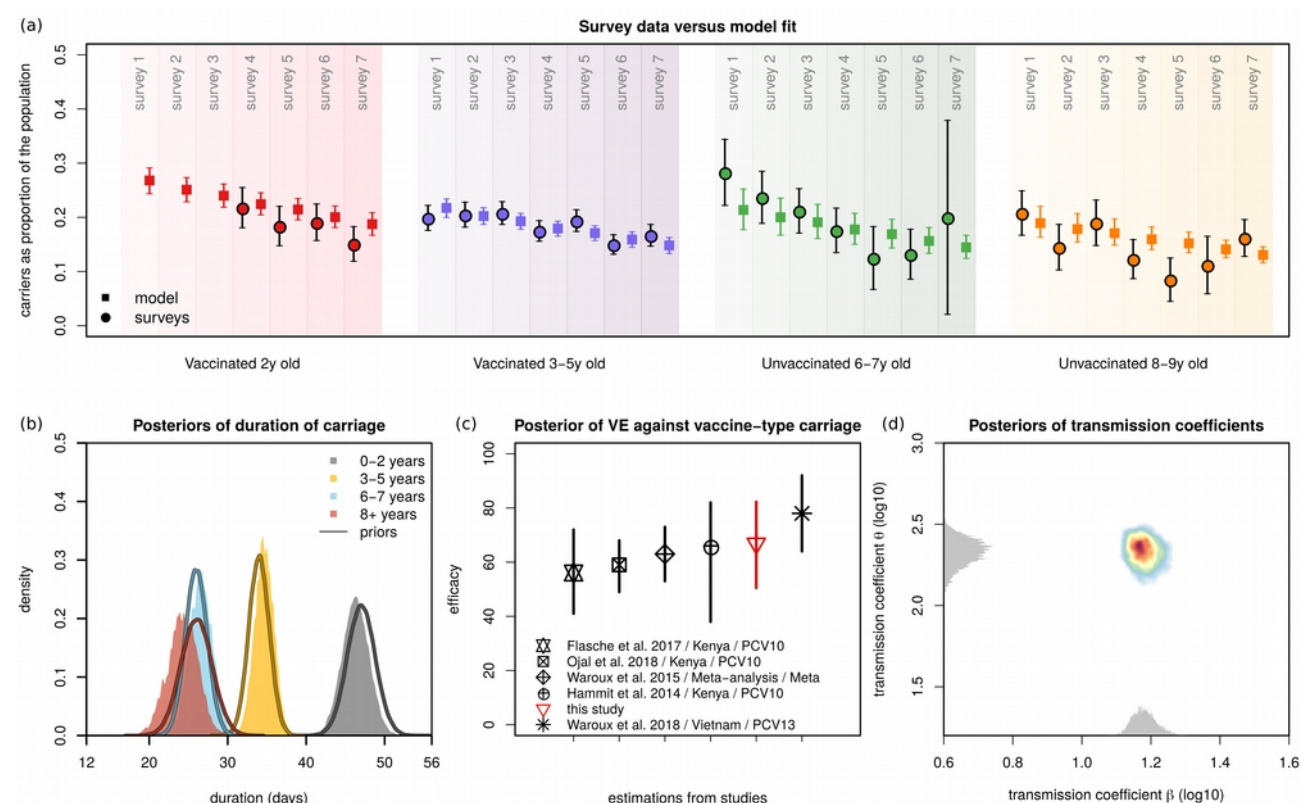 (a)
Survey data versus model fit
carriers as proportion of the population
0.5
0.4
0.3
0.2
0.1
0.0
survey 1
survey 2
survey 3
survey 4
survey 5
survey 6
survey 7
survey 1
survey 2
survey 3
survey 4
survey 5
survey 6
survey 7
survey 1
survey 2
survey 3
survey 4
survey 5
survey 6
survey 7
survey 1
survey 2
survey 3
survey 4
survey 5
survey 6
survey 7
model
surveys
Vaccinated 2y old
Vaccinated 3−5y old
Unvaccinated 6−7y old
Unvaccinated 8−9y old
(b)
Posteriors of duration of carriage
density
0.5
0.4
0.3
0.2
0.1
0.0
0−2 years
3−5 years
6−7 years
8+ years
priors
12
20
30
40
50
56
duration (days)
(c)
Posterior of VE against vaccine−type carriage
efficacy
100
80
60
40
20
0
Flasche et al. 2017 / Kenya / PCV10
Ojal et al. 2018 / Kenya / PCV10
Waroux et al. 2015 / Meta−analysis / Meta
Hammit et al. 2014 / Kenya / PCV10
this study
Waroux et al. 2018 / Vietnam / PCV13
estimations from studies
(d)
Posteriors of transmission coefficients
transmission coefficient θ (log10)
3.0
2.5
2.0
1.5
0.6
0.8
1.0
1.2
1.4
1.6
transmission coefficient β (log10)